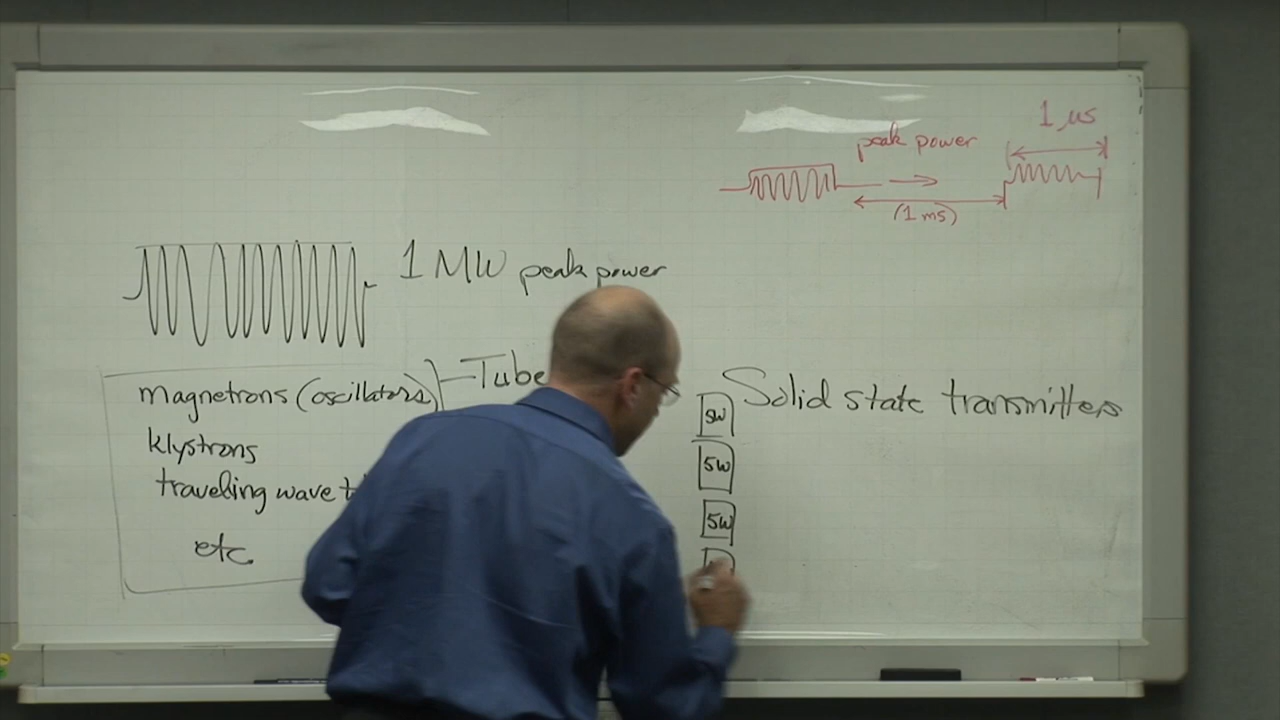 1 µs
peak power
(1 ms)
1 MW peak power
magnetrons (oscillators)
Tube
klystrons
traveling wave
etc.
Solid state transmitters
5W
5W
5W